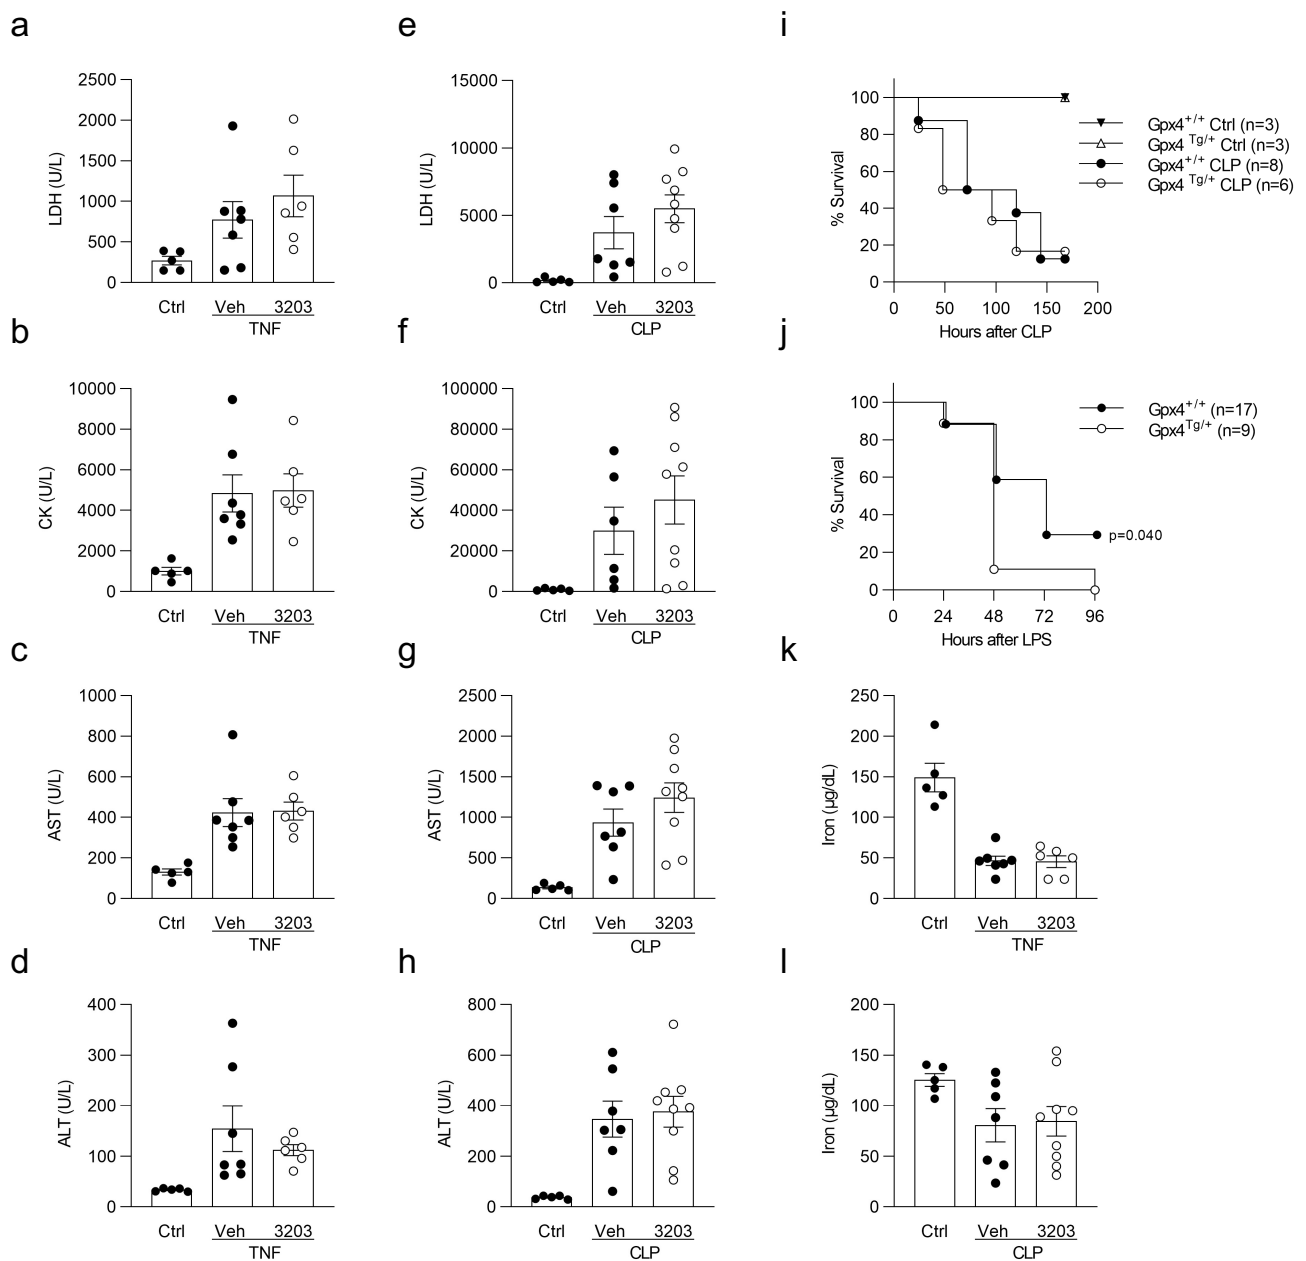 a
LDH (U/L)
2500
2000
1500
1000
500
0
Ctrl
Veh
3203
TNF
b
CK (U/L)
10000
8000
6000
4000
2000
0
Ctrl
Veh
3203
TNF
c
AST (U/L)
1000
800
600
400
200
0
Ctrl
Veh
3203
TNF
d
ALT (U/L)
400
300
200
100
0
Ctrl
Veh
3203
TNF
e
LDH (U/L)
15000
10000
5000
0
Ctrl
Veh
3203
CLP
f
CK (U/L)
100000
80000
60000
40000
20000
0
Ctrl
Veh
3203
CLP
g
AST (U/L)
2500
2000
1500
1000
500
0
Ctrl
Veh
3203
CLP
h
ALT (U/L)
800
600
400
200
0
Ctrl
Veh
3203
CLP
i
% Survival
100
80
60
40
20
0
0 50 100 150 200
Hours after CLP
Gpx4+/+ Ctrl (n=3)
Gpx4 Tg/+ Ctrl (n=3)
Gpx4+/+ CLP (n=8)
Gpx4 Tg/+ CLP (n=6)
j
% Survival
100
80
60
40
20
0
0 24 48 72 96
Hours after LPS
Gpx4+/+ (n=17)
Gpx4Tg/+ (n=9)
p=0.040
k
Iron (µg/dL)
250
200
150
100
50
0
Ctrl
Veh
3203
TNF
l
Iron (µg/dL)
200
150
100
50
0
Ctrl
Veh
3203
CLP